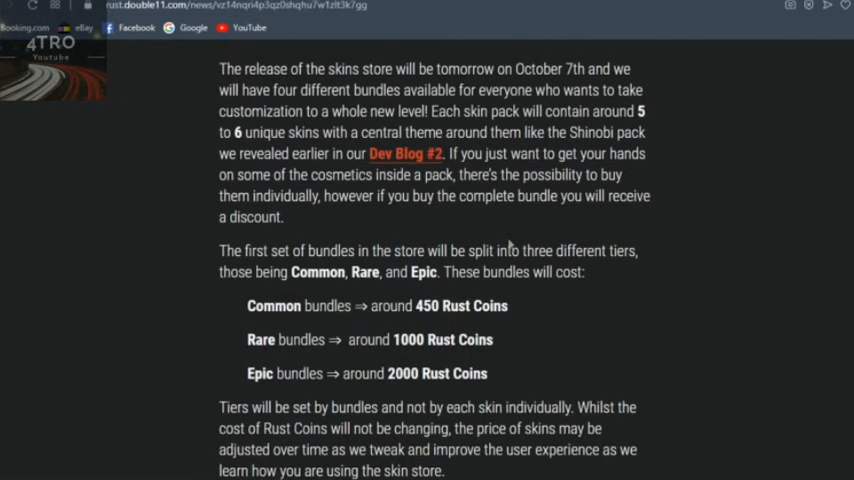 rust.double11.com/news/vz14nqri4p3qz0shqhu7w1zlt3k7gg
Booking.com eBay Facebook Google YouTube
4TRO
Youtube
The release of the skins store will be tomorrow on October 7th and we
will have four different bundles available for everyone who wants to take
customization to a whole new level! Each skin pack will contain around 5
to 6 unique skins with a central theme around them like the Shinobi pack
we revealed earlier in our Dev Blog #2. If you just want to get your hands
on some of the cosmetics inside a pack, there's the possibility to buy
them individually, however if you buy the complete bundle you will receive
a discount.
The first set of bundles in the store will be split into three different tiers,
those being Common, Rare, and Epic. These bundles will cost:
Common bundles ⇒ around 450 Rust Coins
Rare bundles ⇒ around 1000 Rust Coins
Epic bundles ⇒ around 2000 Rust Coins
Tiers will be set by bundles and not by each skin individually. Whilst the
cost of Rust Coins will not be changing, the price of skins may be
adjusted over time as we tweak and improve the user experience as we
learn how you are using the skin store.